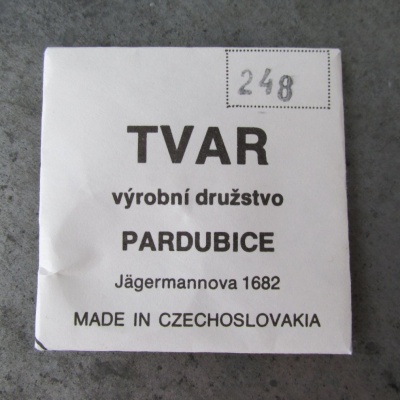 248
TVAR
výrobní družstvo
PARDUBICE
Jägermannova 1682
MADE IN CZECHOSLOVAKIA